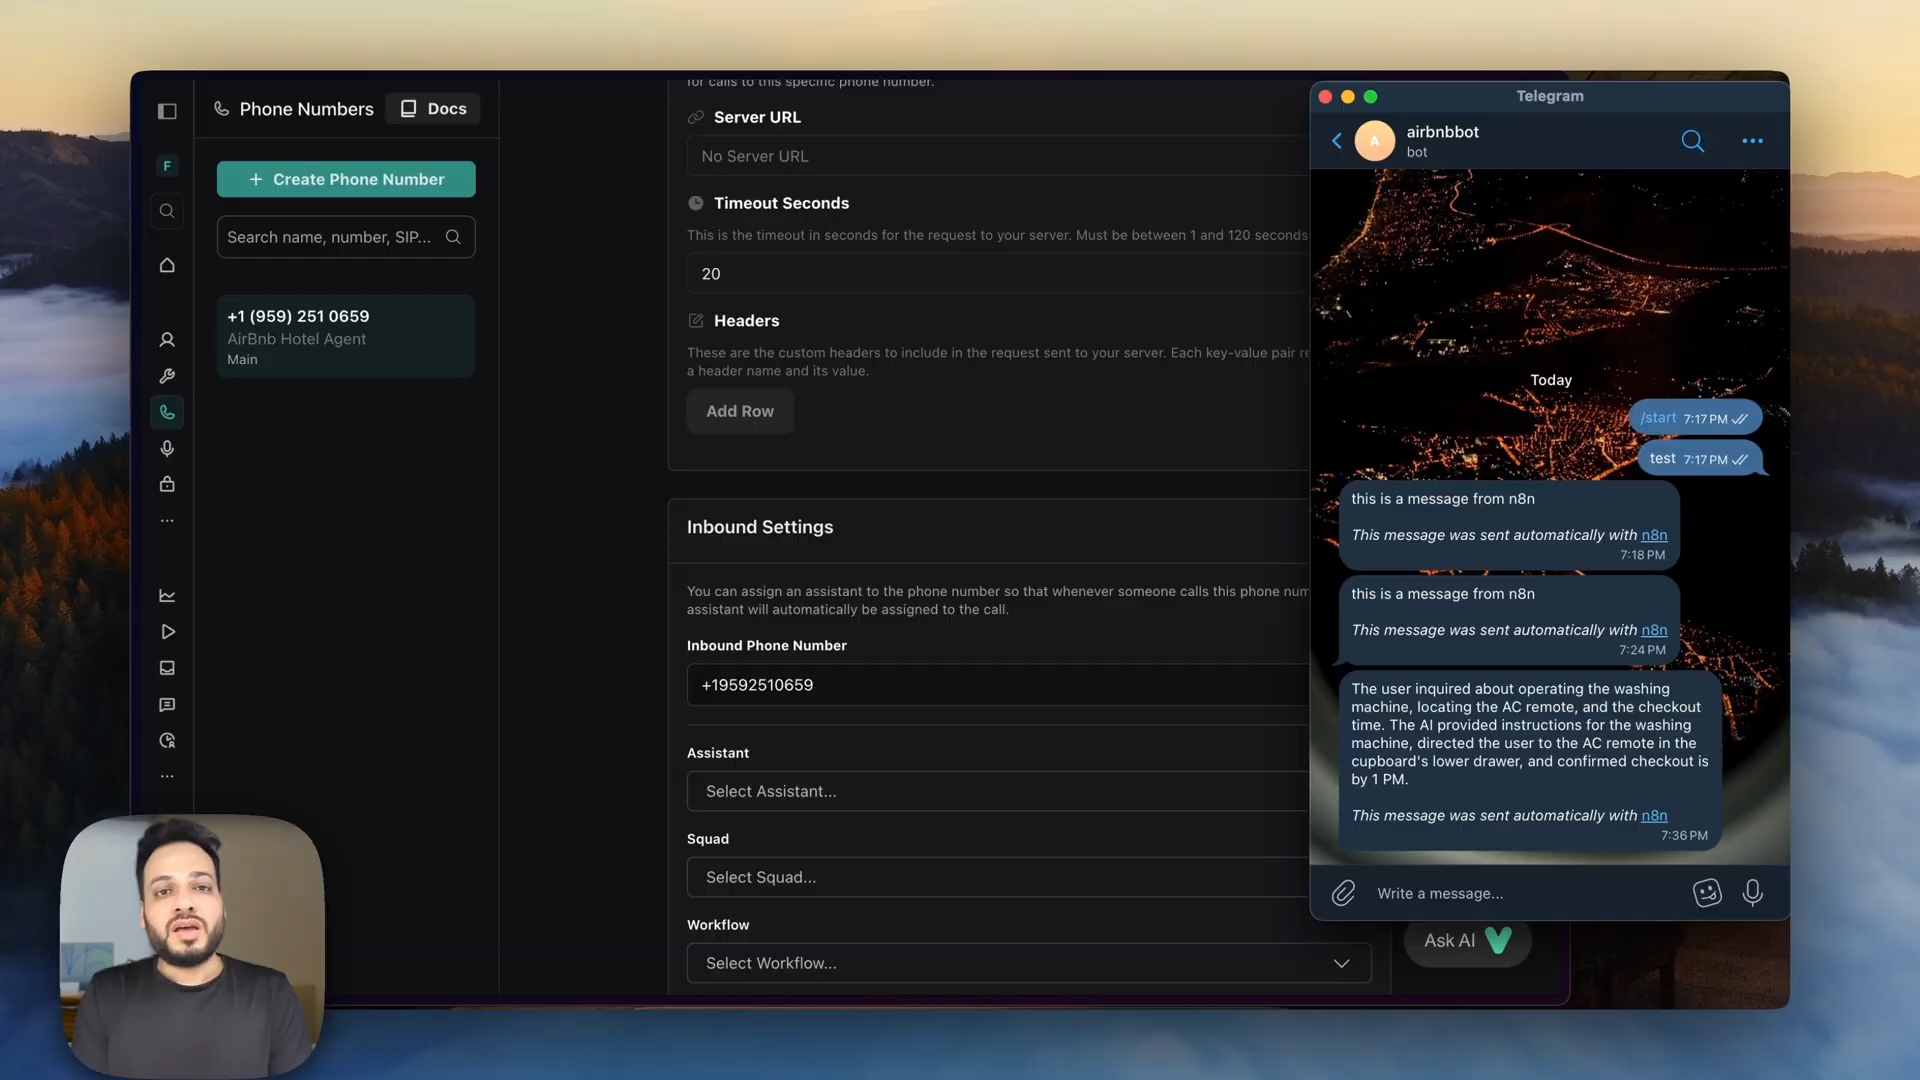 Phone Numbers
Docs
F
+ Create Phone Number
Search name, number, SIP...
+1 (959) 251 0659
AirBnb Hotel Agent
Main
for calls to this specific phone number.
Server URL
No Server URL
Timeout Seconds
This is the timeout in seconds for the request to your server. Must be between 1 and 120 seconds
20
Headers
These are the custom headers to include in the request sent to your server. Each key-value pair
a header name and its value.
Add Row
Inbound Settings
You can assign an assistant to the phone number so that whenever someone calls this phone
assistant will automatically be assigned to the call.
Inbound Phone Number
+19592510659
Assistant
Select Assistant...
Squad
Select Squad...
Workflow
Select Workflow...
Ask AI
Telegram
A
airbnbbot
bot
Today
/start 7:17 PM
test 7:17 PM
this is a message from n8n
This message was sent automatically with n8n
7:18 PM
this is a message from n8n
This message was sent automatically with n8n
7:24 PM
The user inquired about operating the washing
machine, locating the AC remote, and the checkout
time. The AI provided instructions for the washing
machine, directed the user to the AC remote in the
cupboard's lower drawer, and confirmed checkout is
by 1 PM.
This message was sent automatically with n8n
7:36 PM
Write a message...